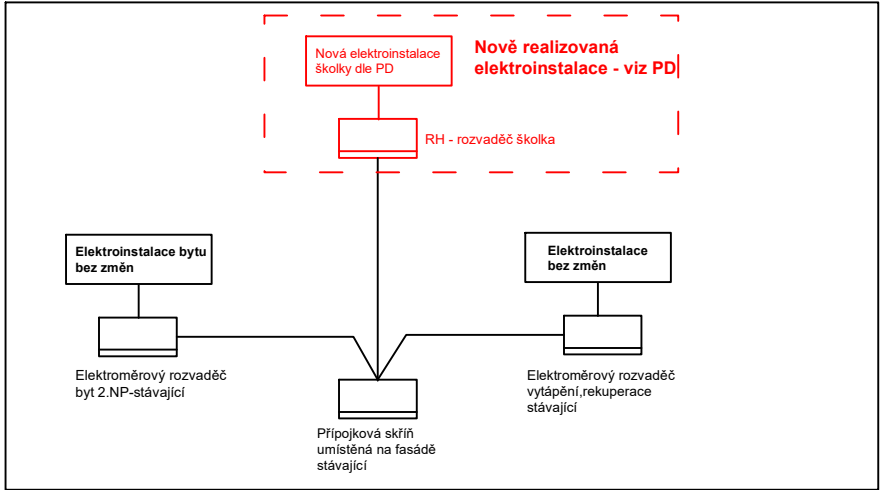 Nová elektroinstalace
školky dle PD
Nově realizovaná
elektroinstalace - viz PD
RH - rozvaděč školka
Elektroinstalace bytu
bez změn
Elektroinstalace
bez změn
Elektroměrový rozvaděč
byt 2.NP-stávající
Elektroměrový rozvaděč
vytápění,rekuperace
stávající
Přípojková skříň
umístěná na fasádě
stávající